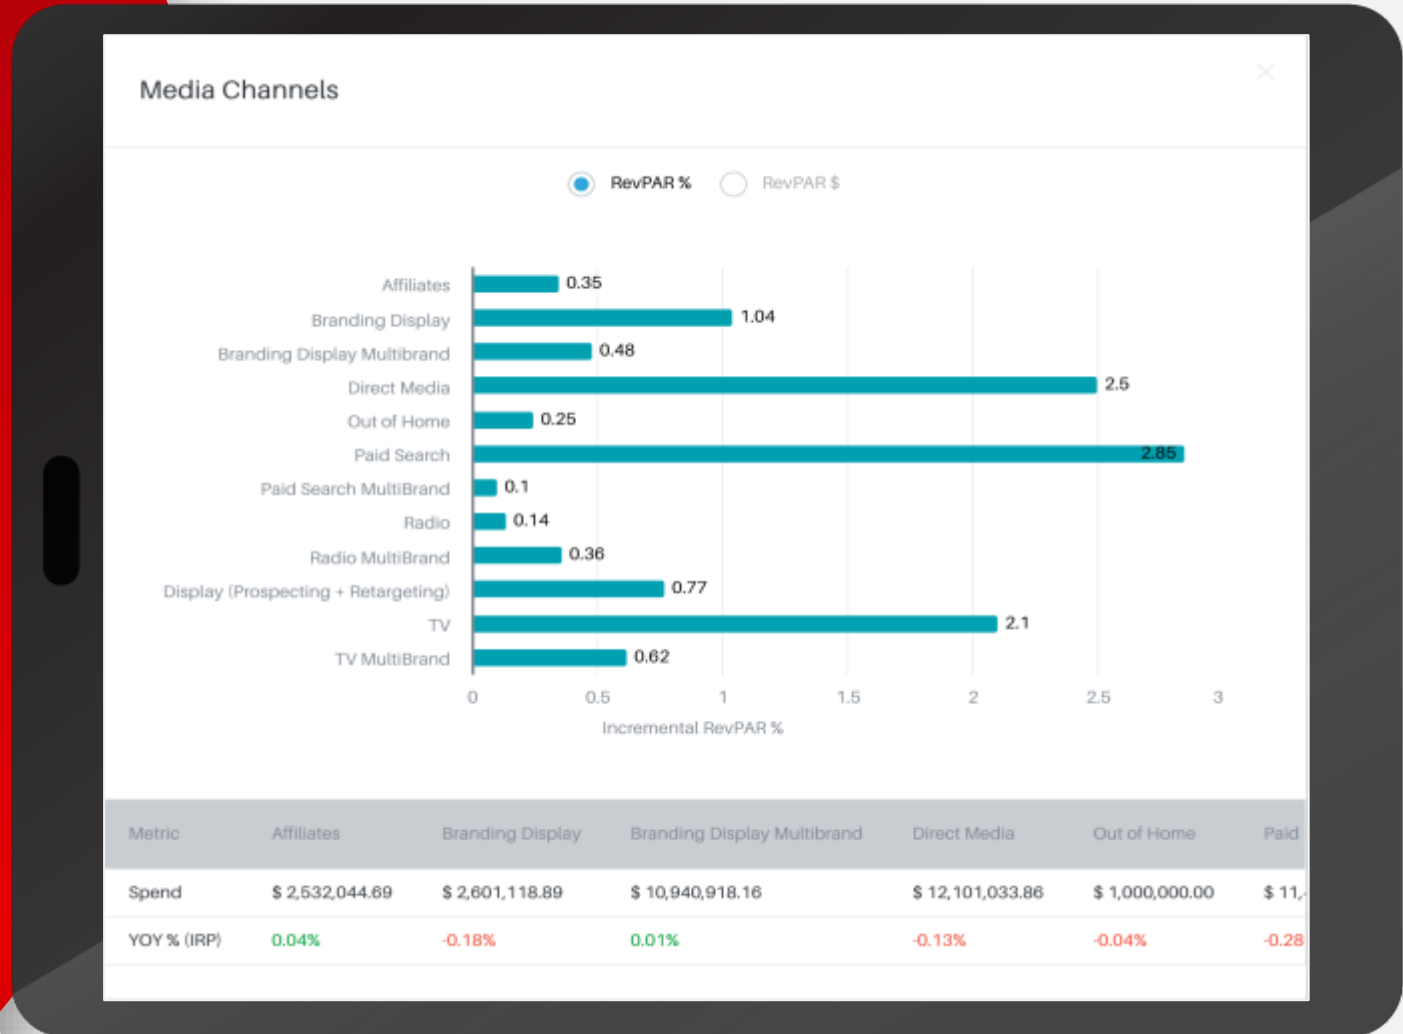 Media Channels
RevPAR % RevPAR $
Affiliates 0.35
Branding Display 1.04
Branding Display Multibrand 0.48
Direct Media 2.5
Out of Home 0.25
Paid Search 2.85
Paid Search MultiBrand 0.1
Radio 0.14
Radio MultiBrand 0.36
Display (Prospecting + Retargeting) 0.77
TV 2.1
TV MultiBrand 0.62
0 0.5 1 1.5 2 2.5 3
Incremental RevPAR %
Metric Affiliates Branding Display Branding Display Multibrand Direct Media Out of Home Paid
Spend $ 2,532,044.69 $ 2,601,118.89 $ 10,940,918.16 $ 12,101,033.86 $ 1,000,000.00 $ 11,
YOY % (IRP) 0.04% -0.18% 0.01% -0.13% -0.04% -0.28